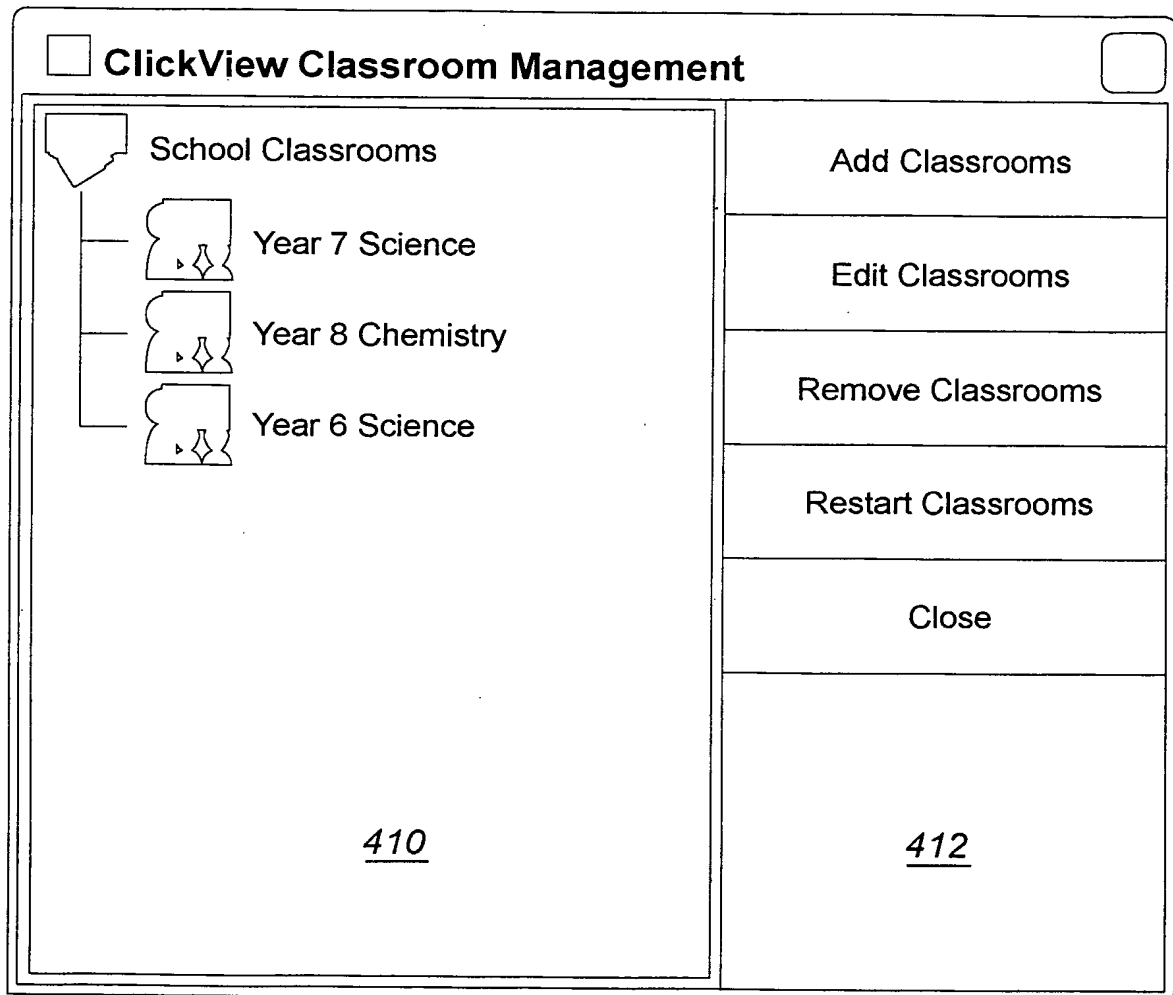 ClickView Classroom Management
School Classrooms
Year 7 Science
Year 8 Chemistry
Year 6 Science
410
Add Classrooms
Edit Classrooms
Remove Classrooms
Restart Classrooms
Close
412